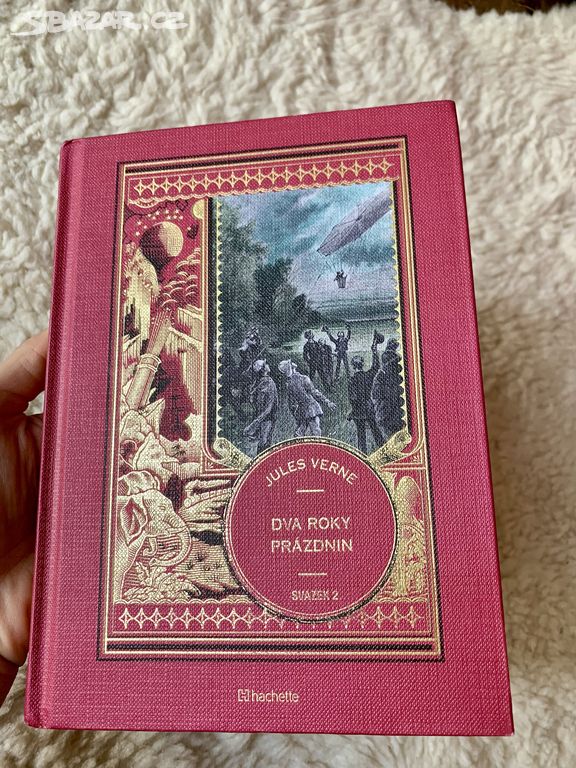 SBAZAR.CZ
JULES VERNE
DVA ROKY
PRÁZDNIN
SVAZEK 2
hachette